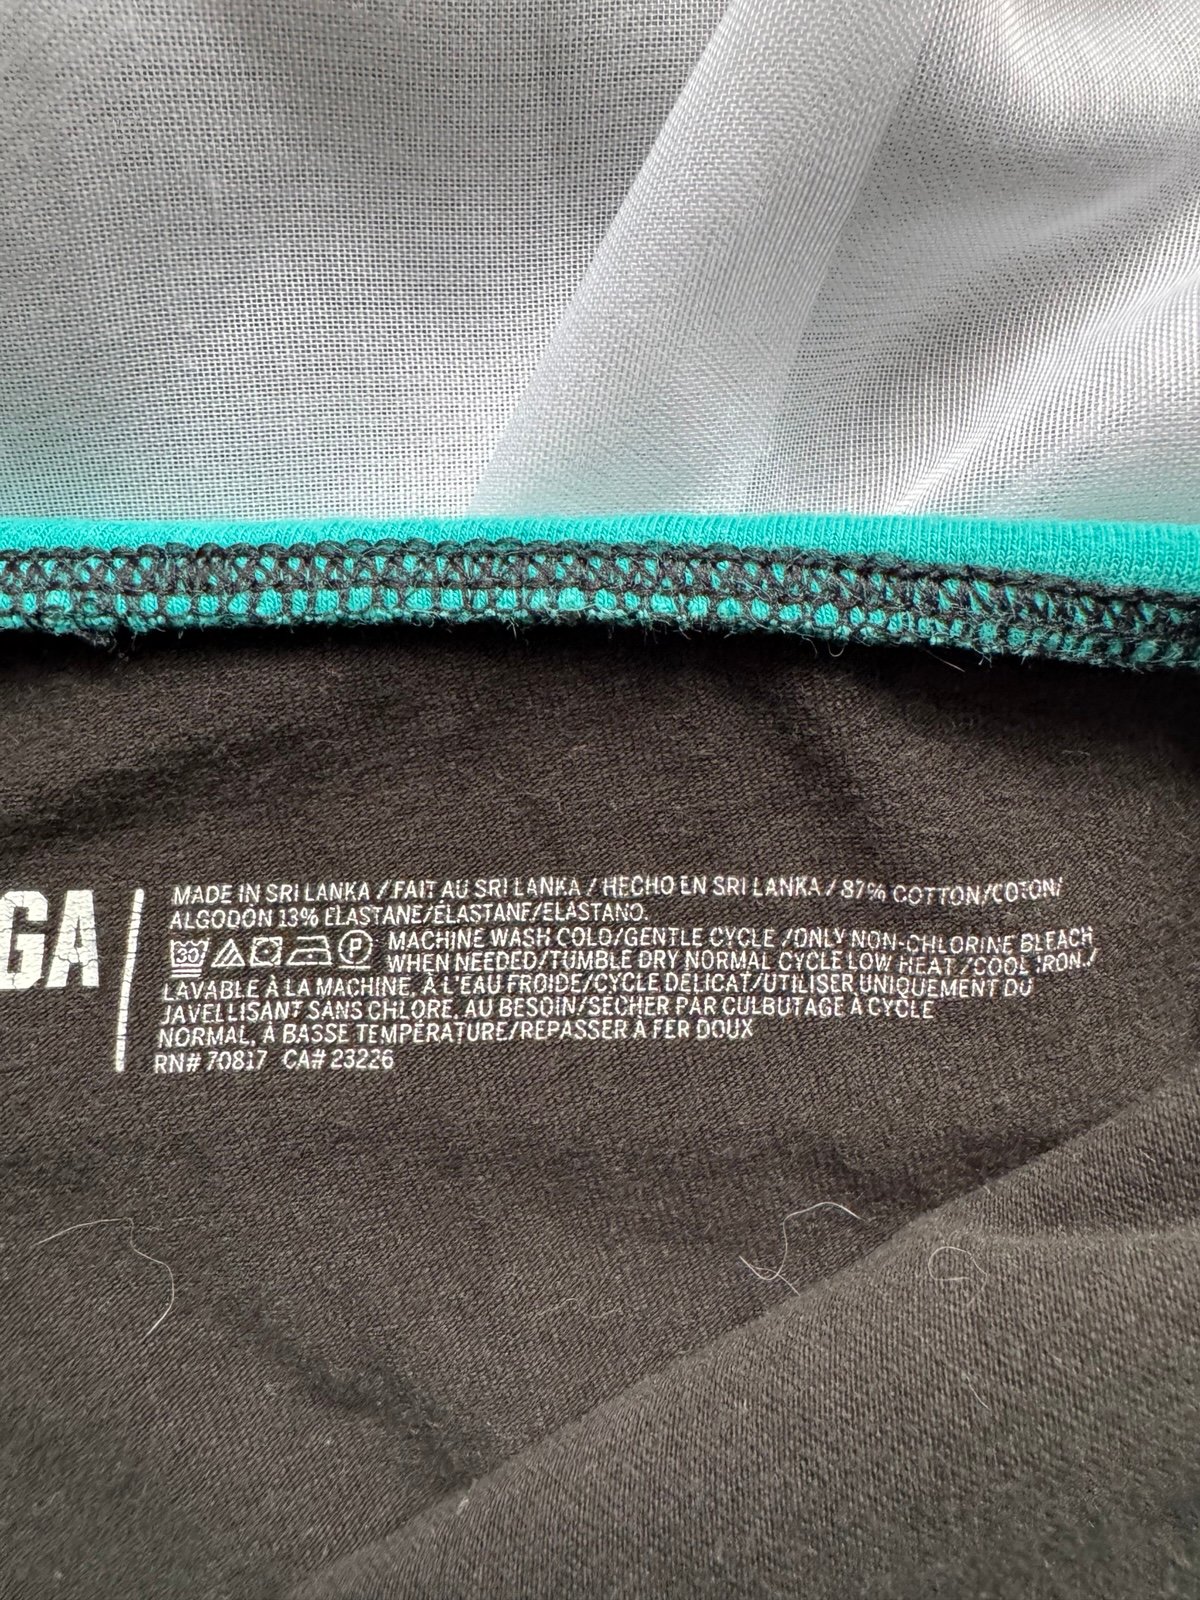 GA
MADE IN SRI LANKA / FAIT AU SRI LANKA / HECHO EN SRI LANKA / 87% COTTON/COTON/
ALGODÓN 13% ELASTANE/ÉLASTANE/ELASTANO.
30 P MACHINE WASH COLD/GENTLE CYCLE /ONLY NON-CHLORINE BLEACH
WHEN NEEDED/TUMBLE DRY NORMAL CYCLE LOW HEAT /COOL IRON./
LAVABLE À LA MACHINE, À L'EAU FROIDE/CYCLE DÉLICAT/UTILISER UNIQUEMENT DU
JAVELLISANT SANS CHLORE, AU BESOIN/SÉCHER PAR CULBUTAGE À CYCLE
NORMAL, À BASSE TEMPÉRATURE/REPASSER À FER DOUX
RN# 70817 CA# 23226